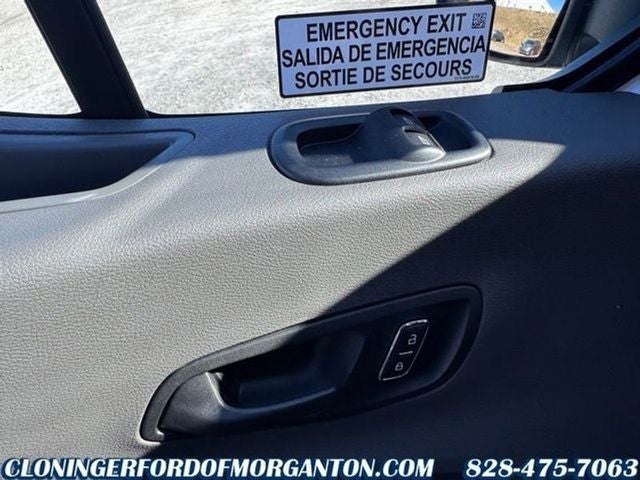 EMERGENCY EXIT
SALIDA DE EMERGENCIA
SORTIE DE SECOURS
CLONINGERFORDOFMORGANTON.COM 828-475-7063